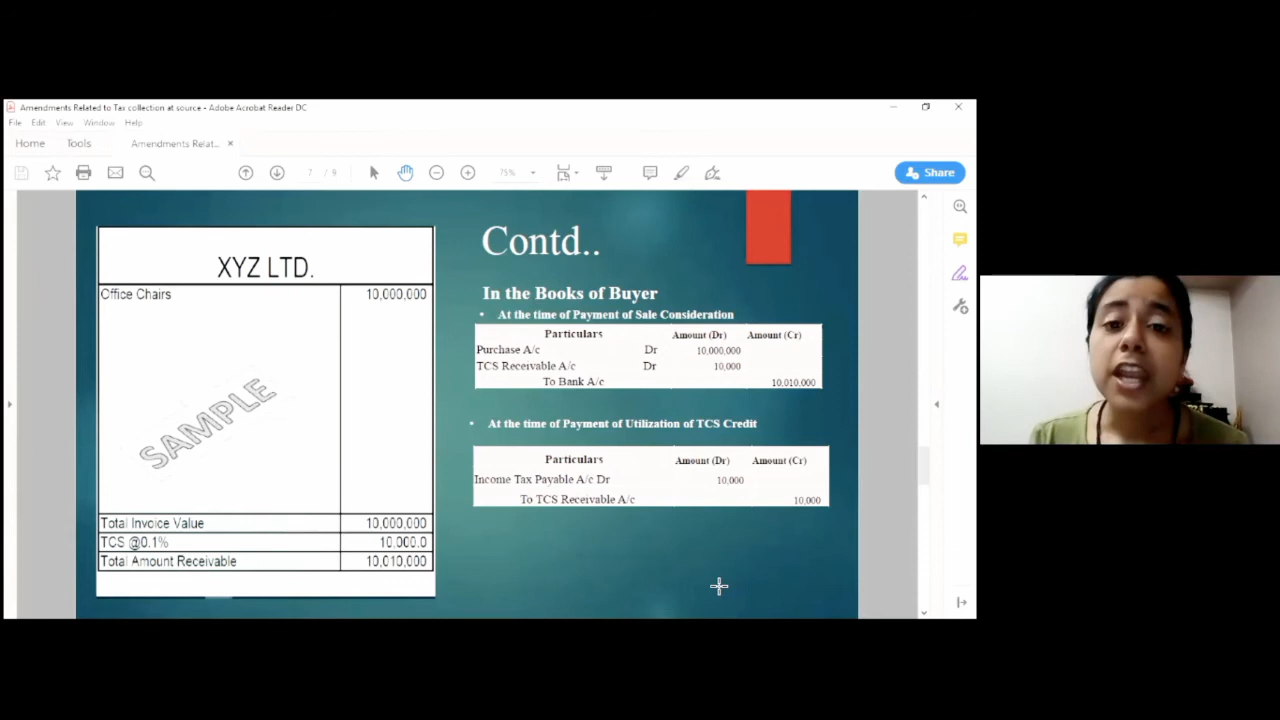 Amendments Related to Tax collection at source - Adobe Acrobat Reader DC
File Edit View Window Help
Home Tools Amendments Relat... ×
7 / 9 75% Share
XYZ LTD.
Office Chairs 10,000,000
SAMPLE
Total Invoice Value 10,000,000
TCS @0.1% 10.000.0
Total Amount Receivable 10,010,000
Contd..
In the Books of Buyer
• At the time of Payment of Sale Consideration
Particulars Amount (Dr) Amount (Cr)
Purchase A/c Dr 10,000,000
TCS Receivable A/c Dr 10,000
To Bank A/c 10,010,000
• At the time of Payment of Utilization of TCS Credit
Particulars Amount (Dr) Amount (Cr)
Income Tax Payable A/c Dr 10,000
To TCS Receivable A/c 10,000